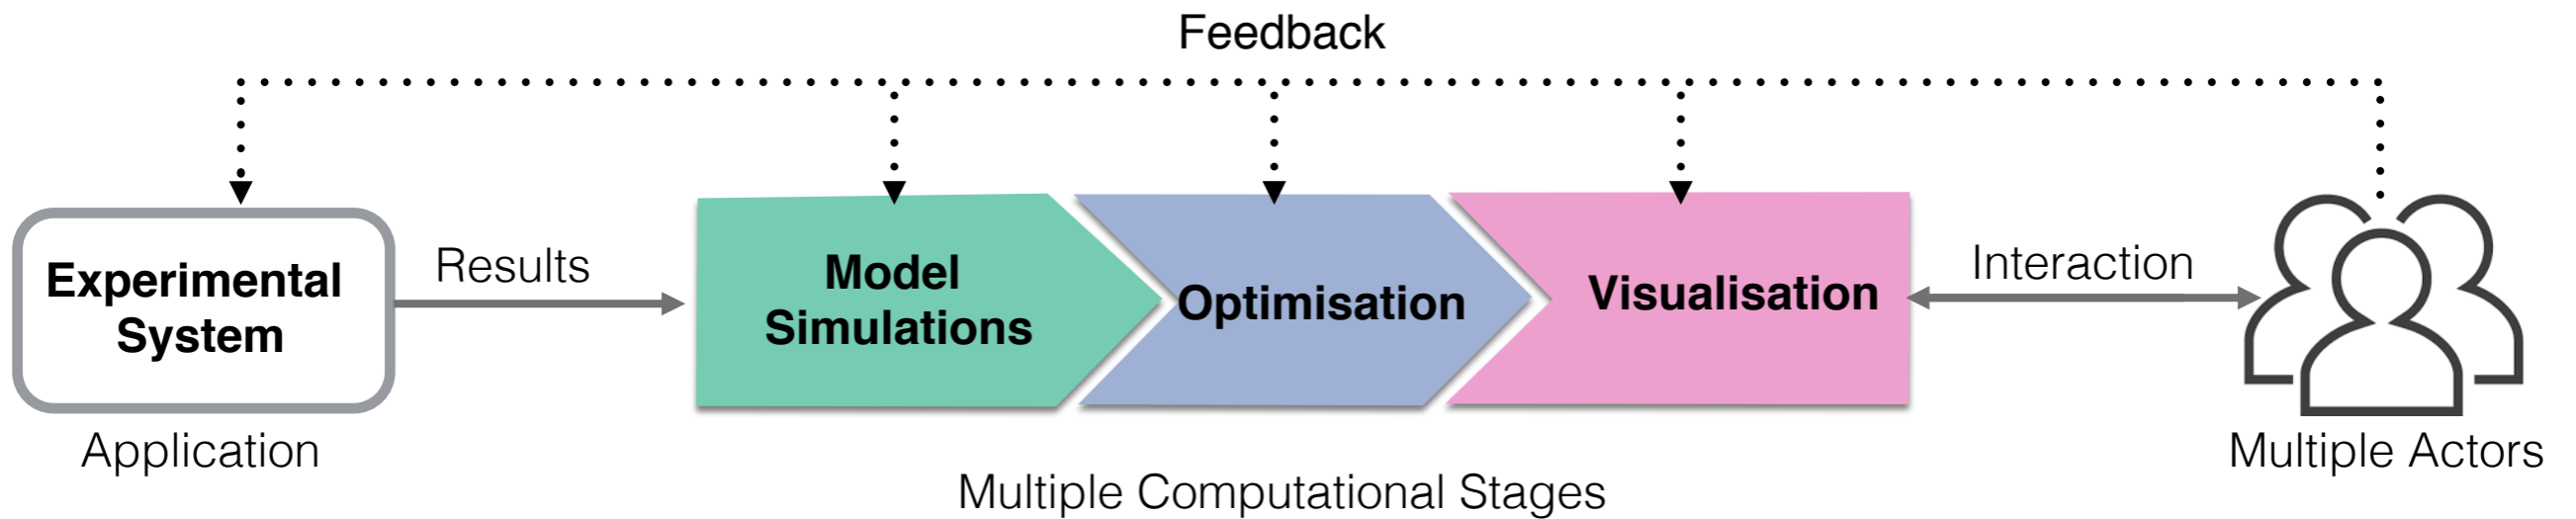 Feedback
Experimental
System
Results
Model
Simulations
Optimisation
Visualisation
Interaction
Application
Multiple Computational Stages
Multiple Actors